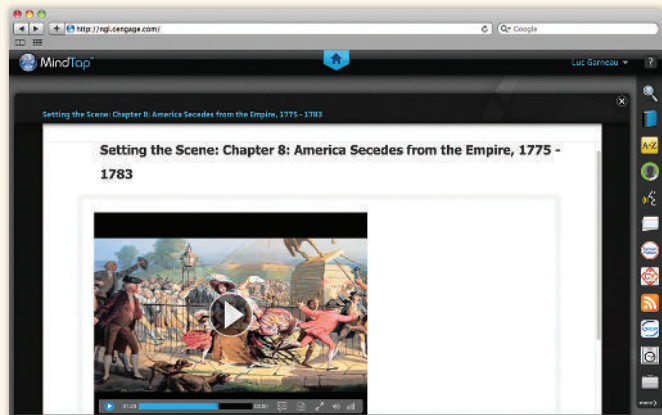 http://ngl.cengage.com/
Google
MindTap
Luc Garneau
?
Setting the Scene: Chapter 8: America Secedes from the Empire, 1775 - 1783
Setting the Scene: Chapter 8: America Secedes from the Empire, 1775 -
1783
A-Z